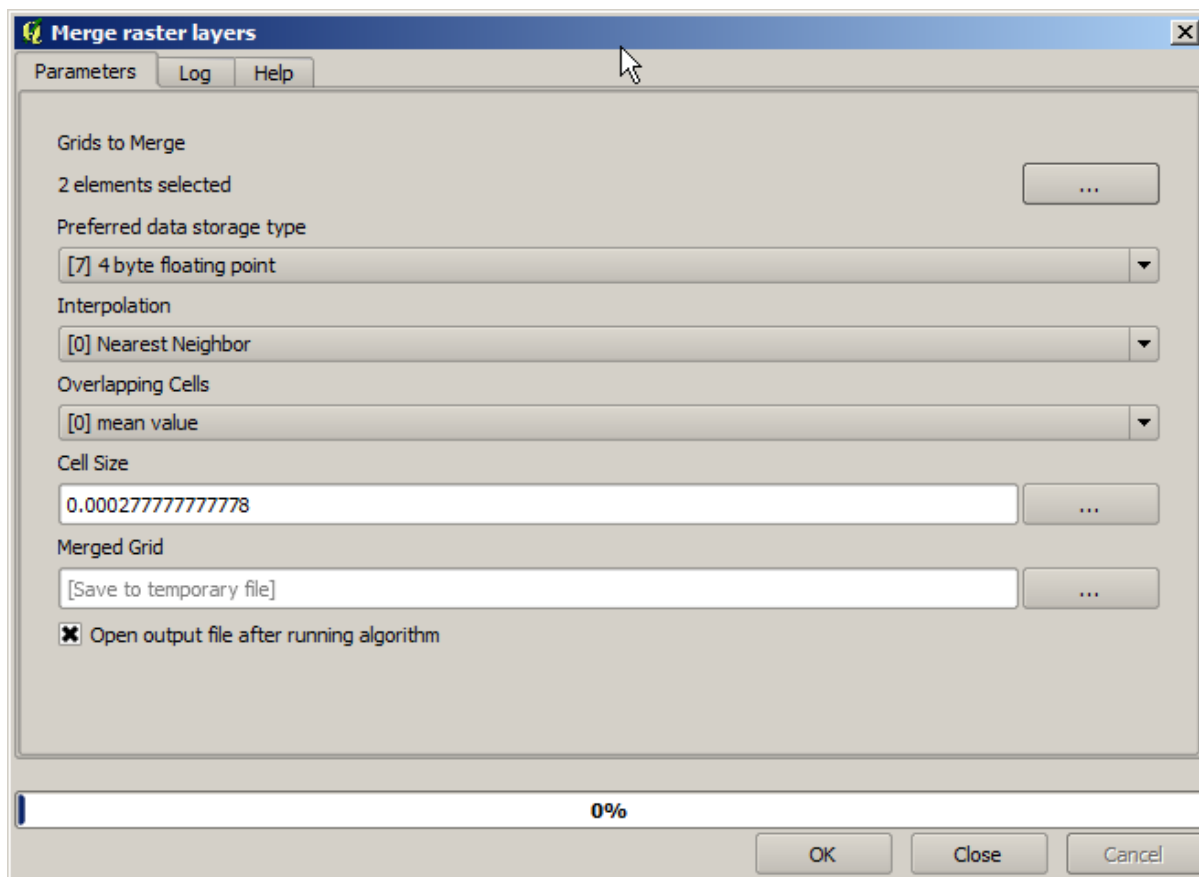 Merge raster layers
Parameters Log Help
Grids to Merge
2 elements selected
...
Preferred data storage type
[7] 4 byte floating point
Interpolation
[0] Nearest Neighbor
Overlapping Cells
[0] mean value
Cell Size
0.000277777777778
...
Merged Grid
[Save to temporary file]
...
Open output file after running algorithm
0%
OK Close Cancel